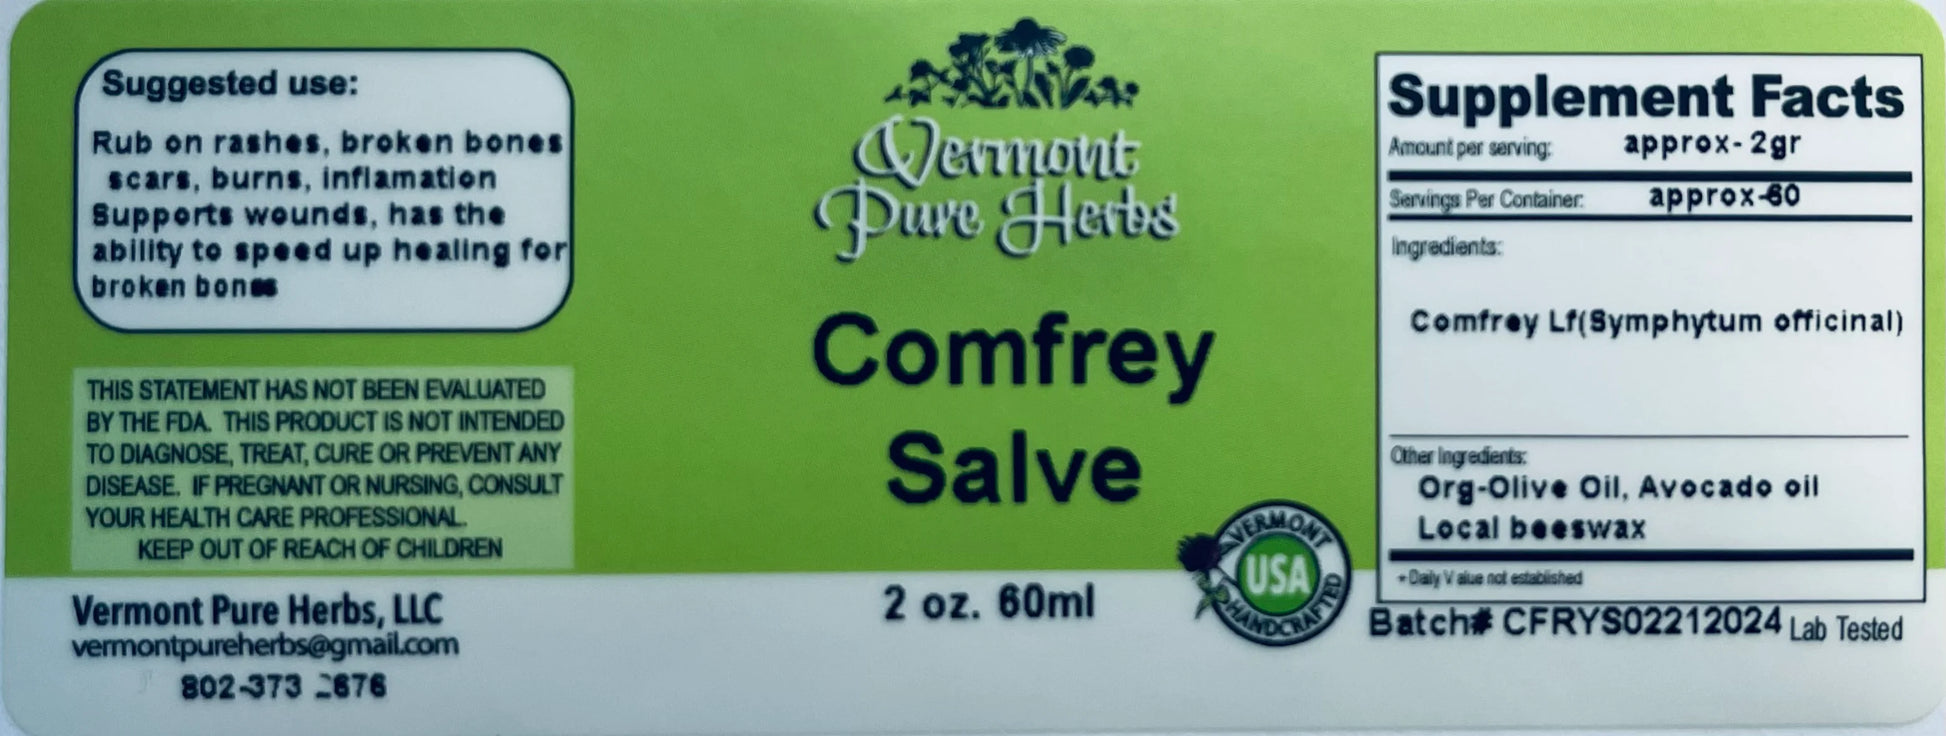 Suggested use:
Rub on rashes, broken bones
scars, burns, inflamation
Supports wounds, has the
ability to speed up healing for
broken bones
THIS STATEMENT HAS NOT BEEN EVALUATED
BY THE FDA. THIS PRODUCT IS NOT INTENDED
TO DIAGNOSE, TREAT, CURE OR PREVENT ANY
DISEASE. IF PREGNANT OR NURSING, CONSULT
YOUR HEALTH CARE PROFESSIONAL.
KEEP OUT OF REACH OF CHILDREN
Vermont Pure Herbs, LLC
vermontpureherbs@gmail.com
802-373 2676
Vermont
Pure Herbs
Comfrey
Salve
2 oz. 60ml
VERMONT
USA
HANDCRAFTED
Supplement Facts
Amount per serving: approx- 2gr
Servings Per Container: approx-60
Ingredients:
Comfrey Lf(Symphytum officinal)
Other Ingredients:
Org-Olive Oil, Avocado oil
Local beeswax
* Daily Value not established
Batch# CFRYS02212024 Lab Tested